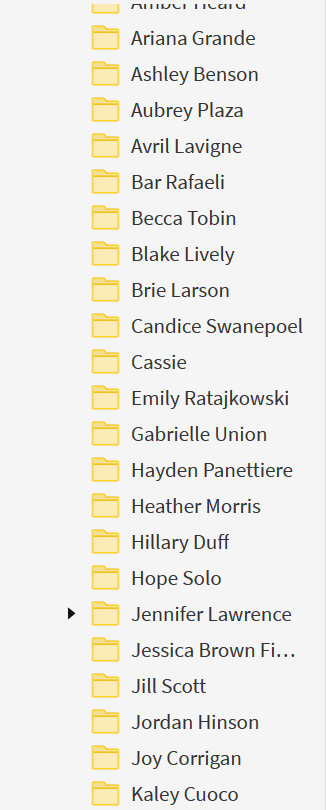 Amber Heard
Ariana Grande
Ashley Benson
Aubrey Plaza
Avril Lavigne
Bar Rafaeli
Becca Tobin
Blake Lively
Brie Larson
Candice Swanepoel
Cassie
Emily Ratajkowski
Gabrielle Union
Hayden Panettiere
Heather Morris
Hillary Duff
Hope Solo
Jennifer Lawrence
Jessica Brown Fi...
Jill Scott
Jordan Hinson
Joy Corrigan
Kaley Cuoco